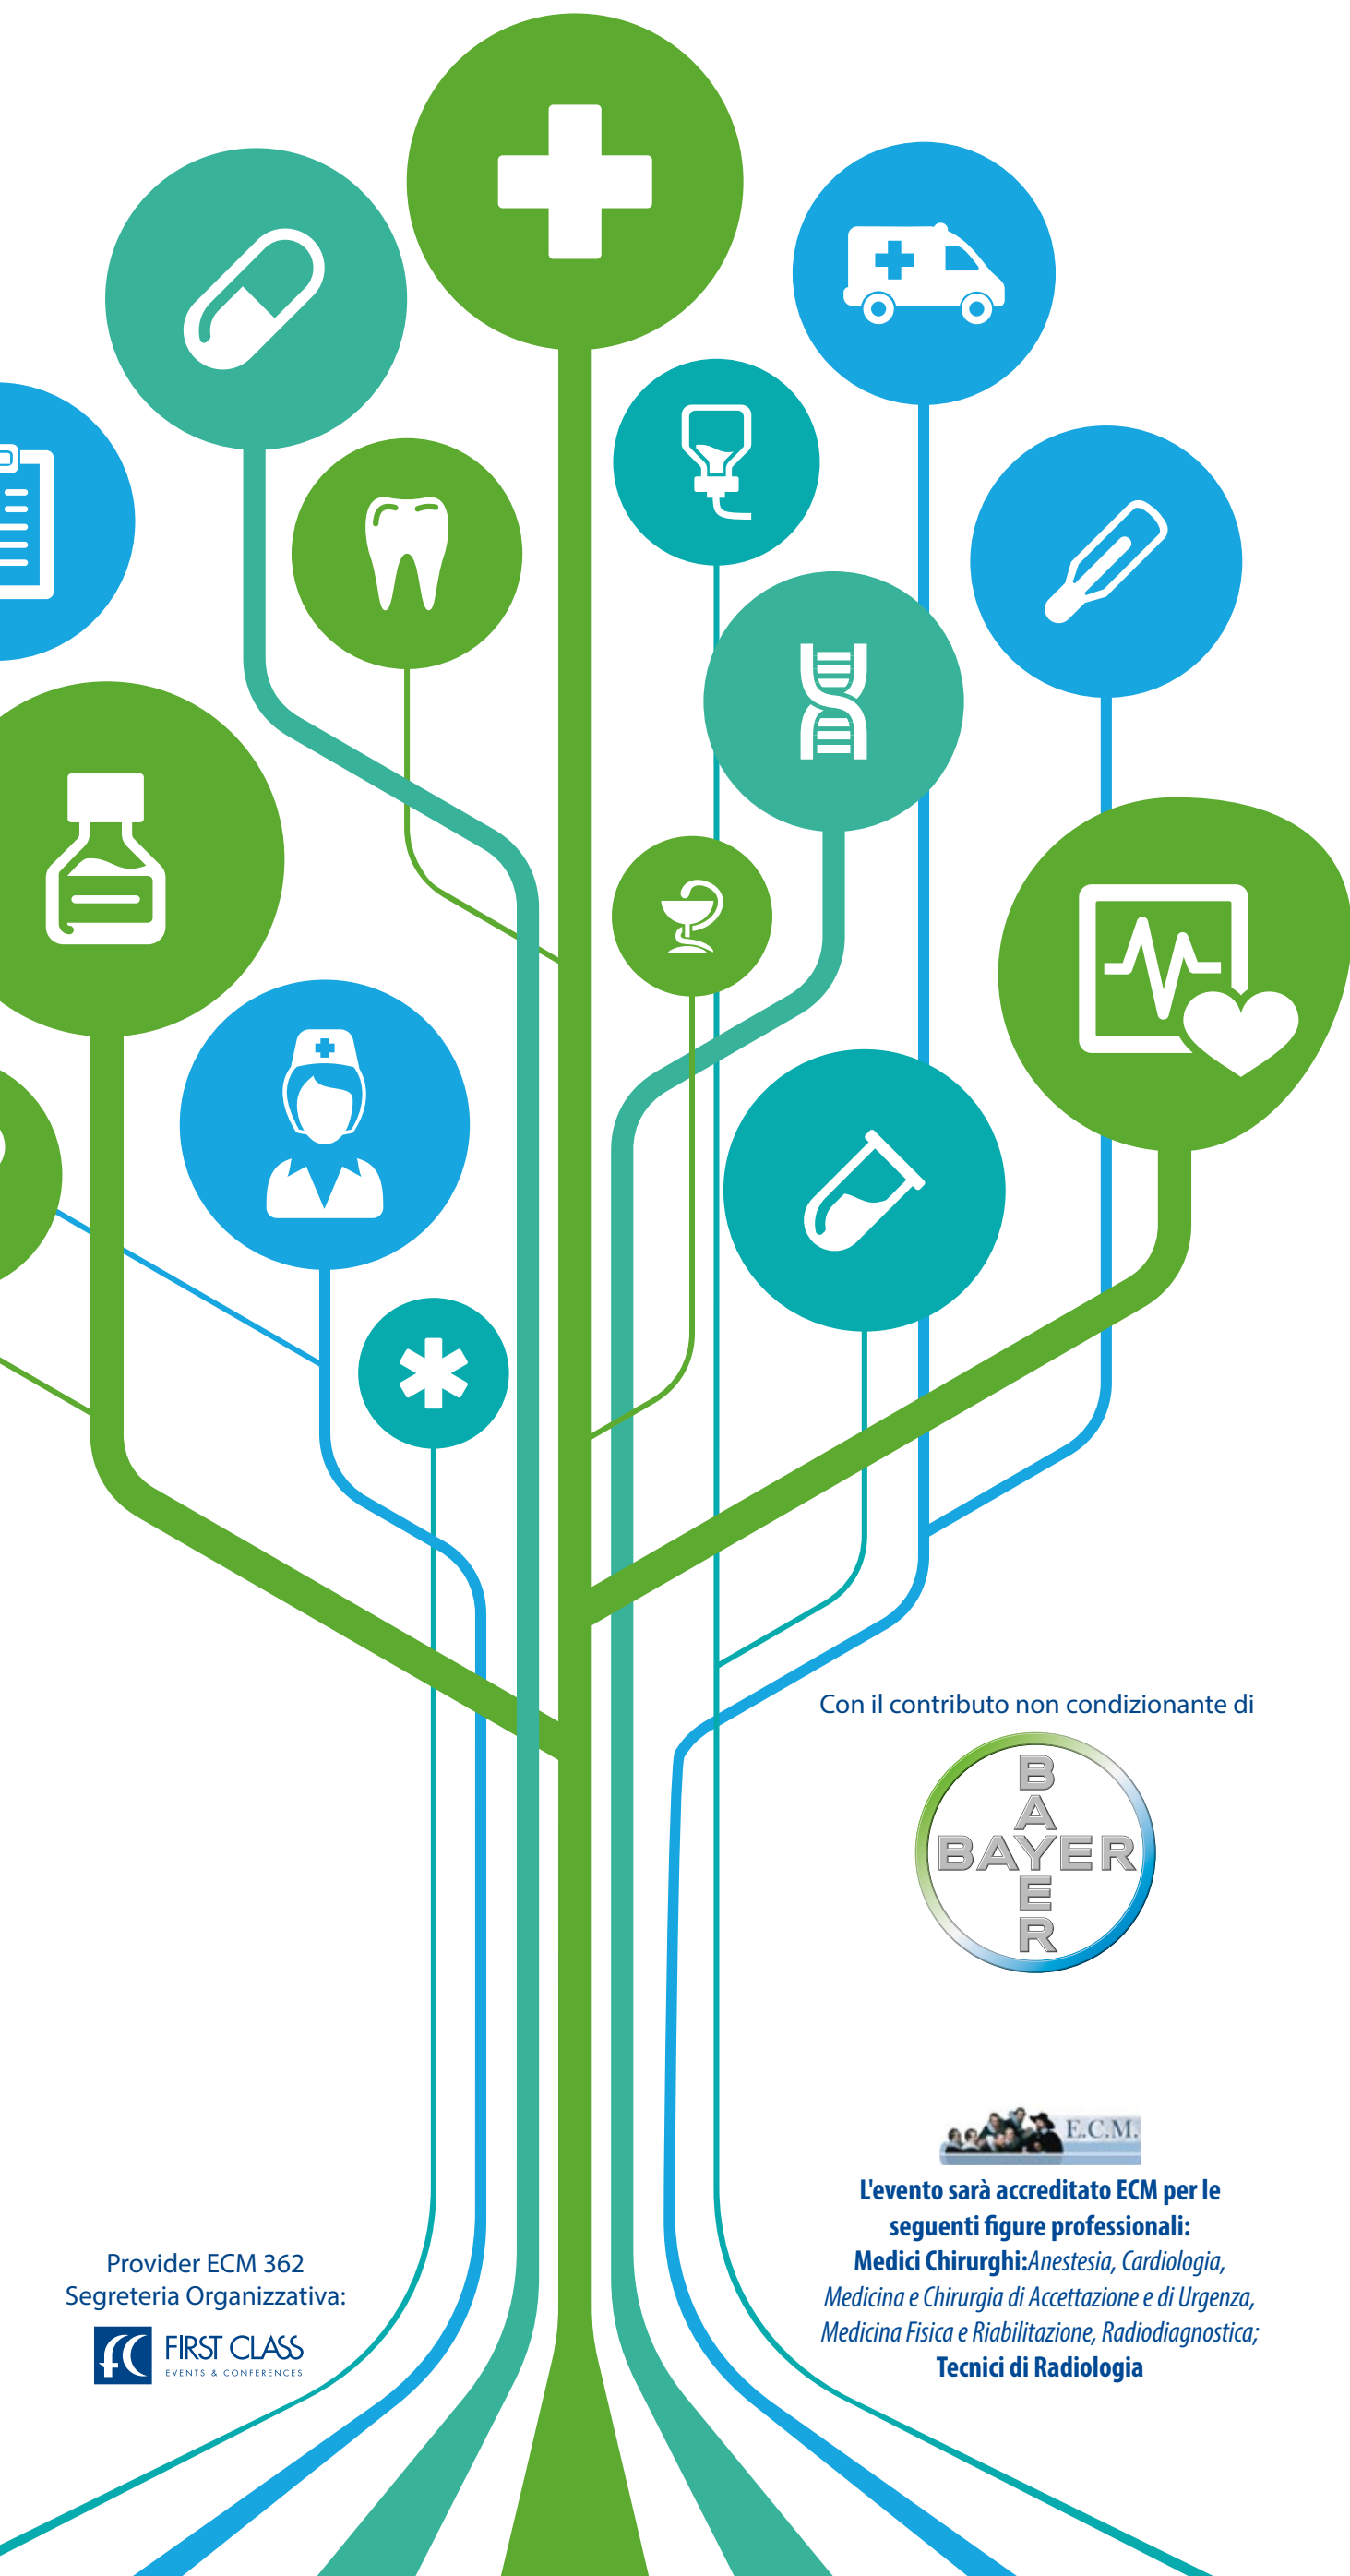 Con il contributo non condizionante di
BAYER
BAYER
E.C.M.
L'evento sarà accreditato ECM per le
seguenti figure professionali:
Medici Chirurghi:Anestesia, Cardiologia,
Medicina e Chirurgia di Accettazione e di Urgenza,
Medicina Fisica e Riabilitazione, Radiodiagnostica;
Tecnici di Radiologia
Provider ECM 362
Segreteria Organizzativa:
fc FIRST CLASS
EVENTS & CONFERENCES